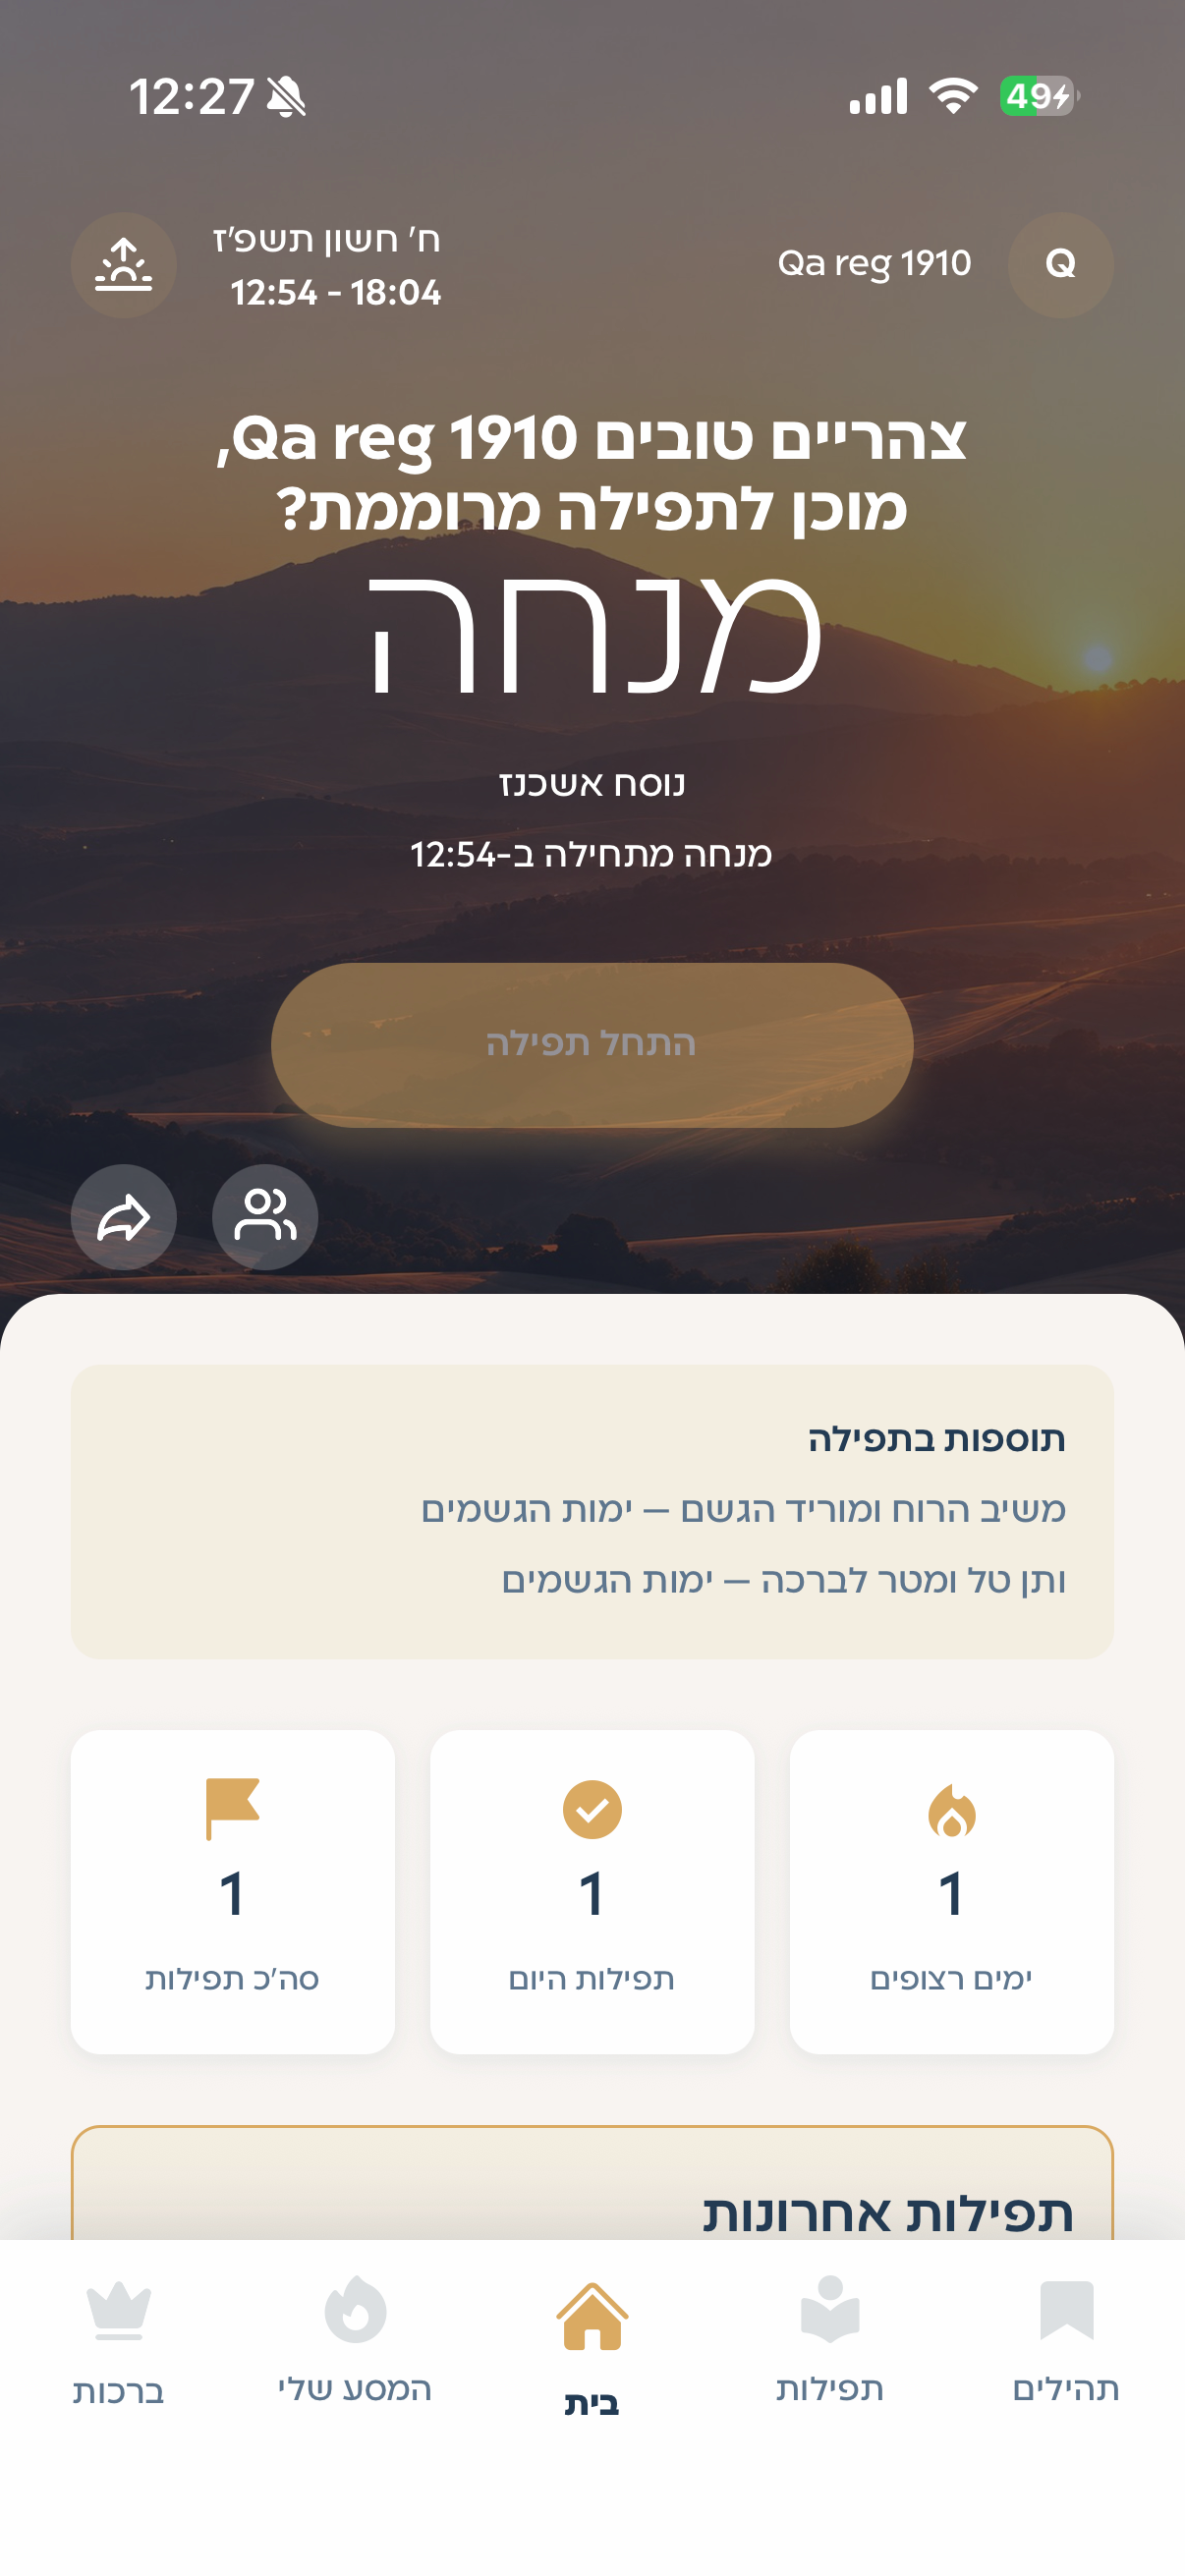 12:27
49
Q
Qa reg 1910
ח' חשון תשפ"ז
12:54 - 18:04
צהריים טובים Qa reg 1910,
מוכן לתפילה מרוממת?
מנחה
נוסח אשכנז
מנחה מתחילה ב-12:54
התחל תפילה
תוספות בתפילה
משיב הרוח ומוריד הגשם — ימות הגשמים
ותן טל ומטר לברכה — ימות הגשמים
1
ימים רצופים
1
תפילות היום
1
סה"כ תפילות
תפילות אחרונות
תהילים
תפילות
בית
המסע שלי
ברכות